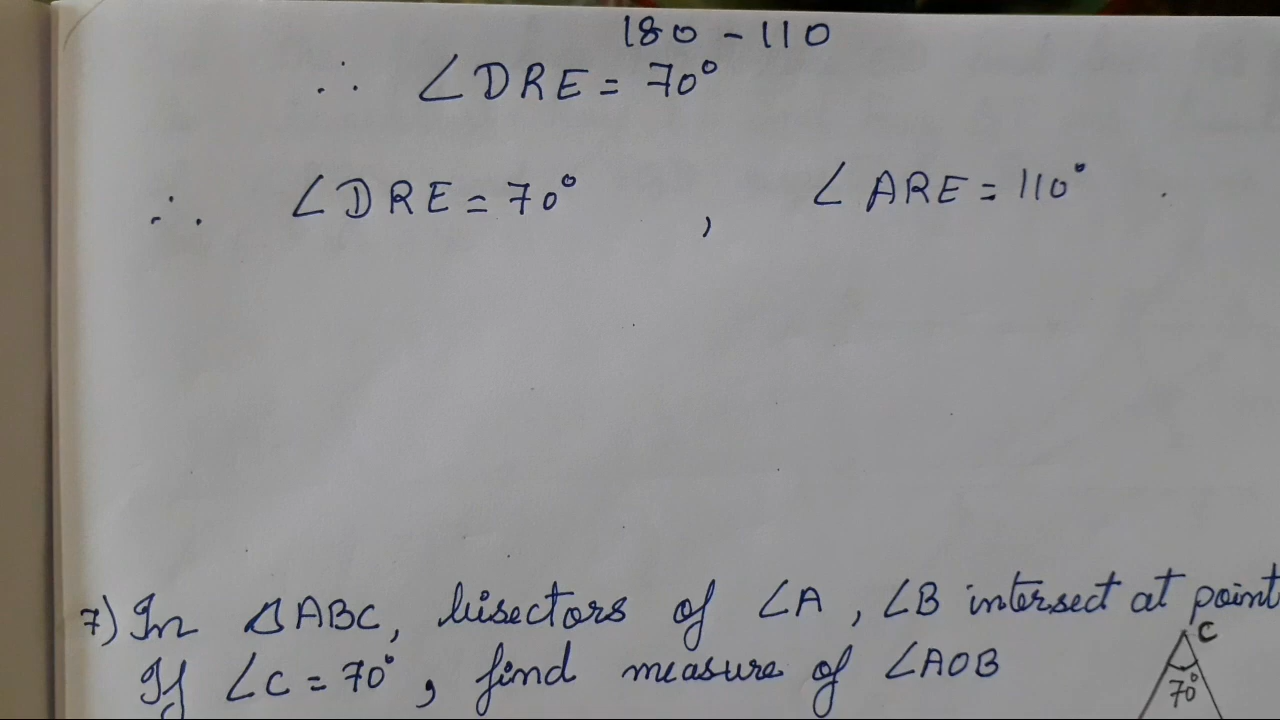 180 - 110
∴ ∠DRE = 70°
∴ ∠DRE = 70° , ∠ARE = 110°
7) In △ABC, bisectors of ∠A, ∠B intersect at point
C
If ∠C = 70°, find measure of ∠AOB
70°